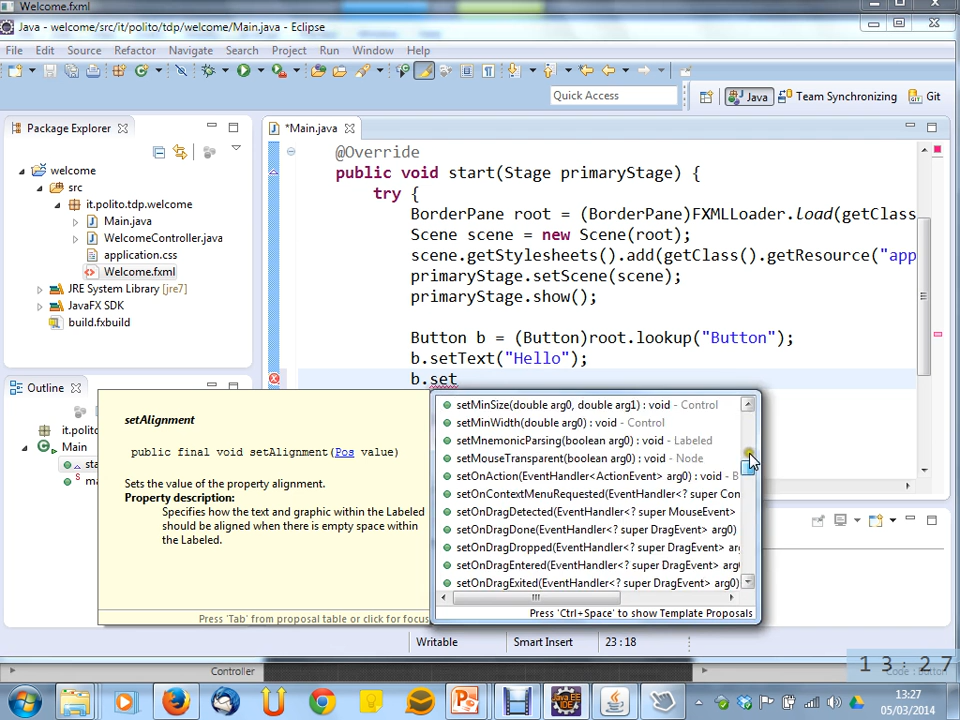 Welcome.fxml
Java - welcome/src/it/polito/tdp/welcome/Main.java - Eclipse
File Edit Source Refactor Navigate Search Project Run Window Help
Quick Access
Java
Team Synchronizing
Git
Package Explorer
*Main.java
welcome
src
it.polito.tdp.welcome
Main.java
WelcomeController.java
application.css
Welcome.fxml
JRE System Library [jre7]
JavaFX SDK
build.fxbuild
@Override
public void start(Stage primaryStage) {
try {
BorderPane root = (BorderPane)FXMLLoader.load(getClass
Scene scene = new Scene(root);
scene.getStylesheets().add(getClass().getResource("app
primaryStage.setScene(scene);
primaryStage.show();
Button b = (Button)root.lookup("Button");
b.setText("Hello");
b.set
Outline
it.polit
Main
sta
ma
setAlignment
public final void setAlignment(Pos value)
Sets the value of the property alignment.
Property description:
Specifies how the text and graphic within the Labeled
should be aligned when there is empty space within
the Labeled.
Press 'Tab' from proposal table or click for focus
setMinSize(double arg0, double arg1) : void - Control
setMinWidth(double arg0) : void - Control
setMnemonicParsing(boolean arg0) : void - Labeled
setMouseTransparent(boolean arg0) : void - Node
setOnAction(EventHandler<ActionEvent> arg0) : void - B
setOnContextMenuRequested(EventHandler<? super Con
setOnDragDetected(EventHandler<? super MouseEvent>
setOnDragDone(EventHandler<? super DragEvent> arg0)
setOnDragDropped(EventHandler<? super DragEvent> arg
setOnDragEntered(EventHandler<? super DragEvent> arg0
setOnDragExited(EventHandler<? super DragEvent> arg0)
Press 'Ctrl+Space' to show Template Proposals
Writable
Smart Insert
23 : 18
Controller
Code : Button
13:27
13:27
05/03/2014